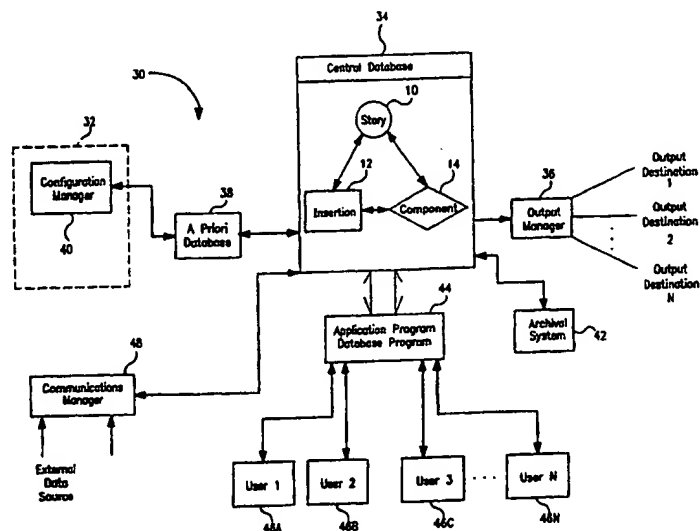 34
Central Database
30
10
Story
32
12
14
Configuration
Manager
40
38
A Priori
Database
Insertion
Component
36
Output
Manager
Output
Destination
1
Output
Destination
2
Output
Destination
N
44
Application Program
Database Program
Archival
System
42
48
Communications
Manager
External
Data
Source
User 1
User 2
User 3
User N
46A
46B
46C
46N